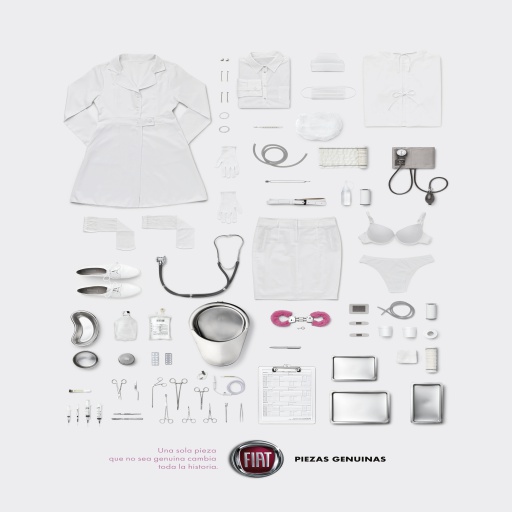 Una sola pieza
que no sea genuina cambia
toda la historia.
FIAT
PIEZAS GENUINAS